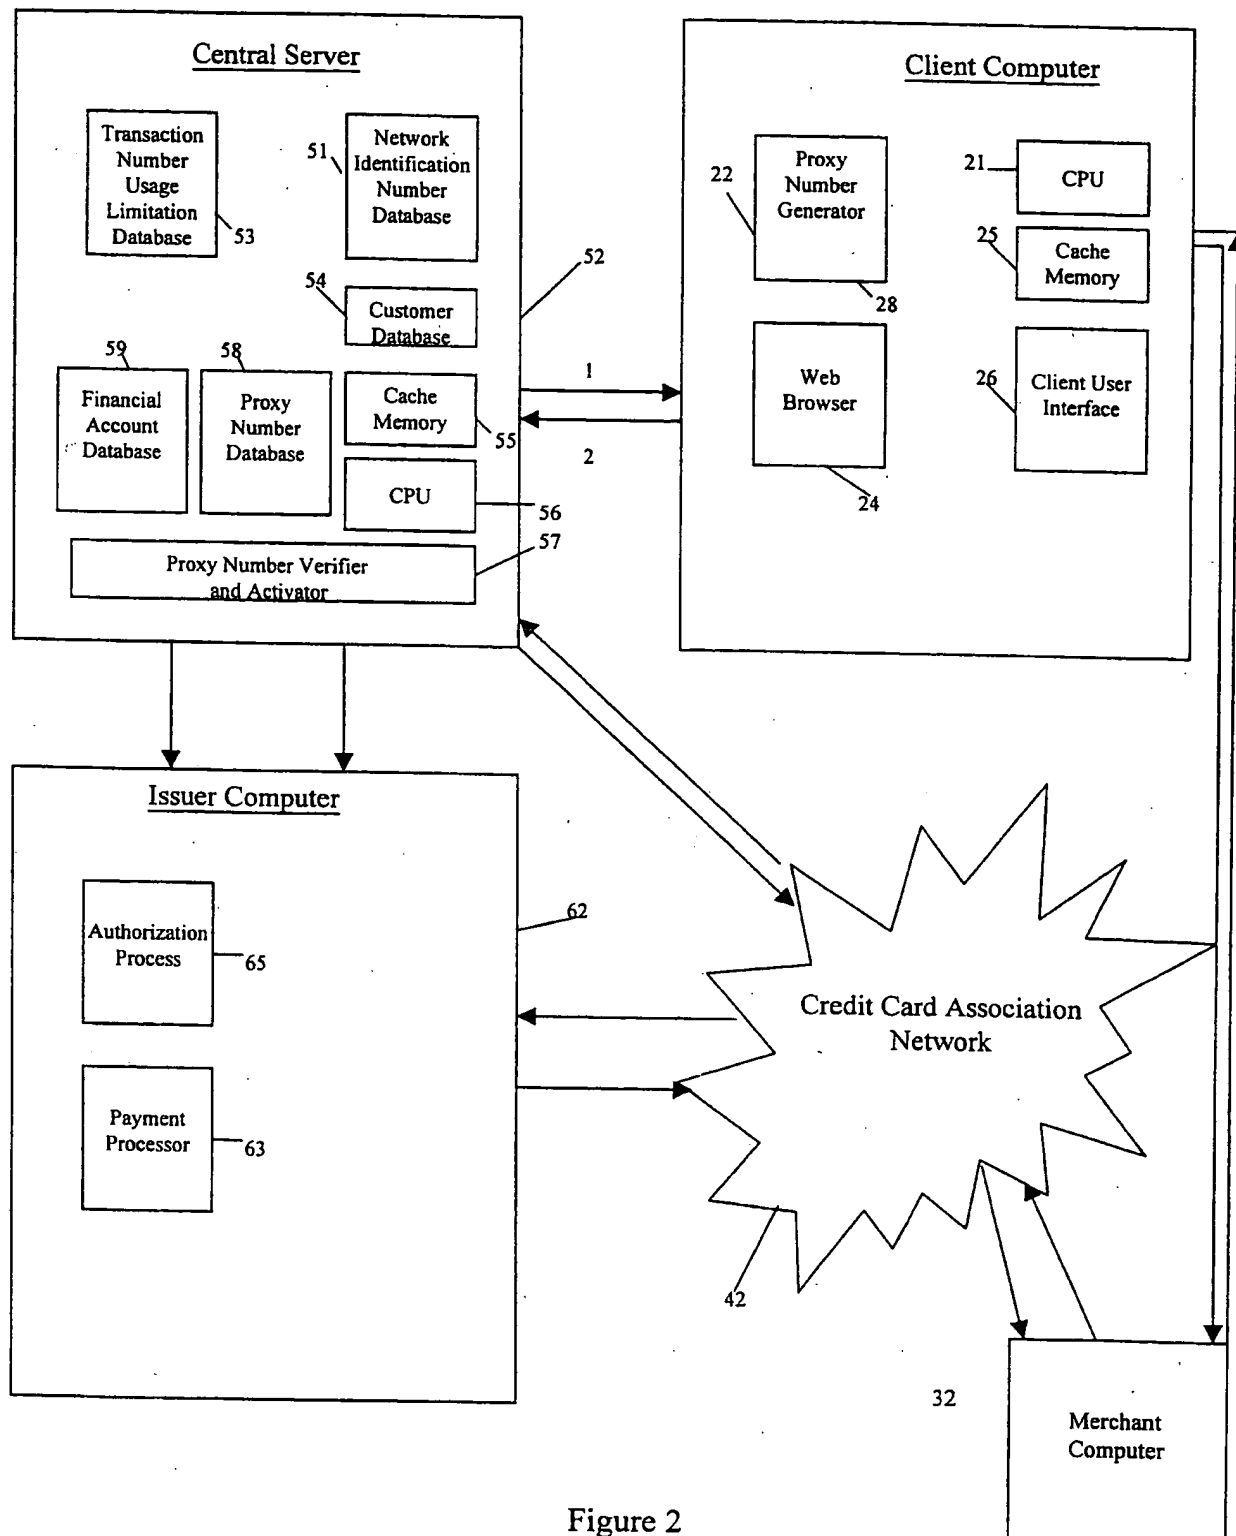 Central Server
Transaction
Number
Usage
Limitation
Database
53
51
Network
Identification
Number
Database
52
54
Customer
Database
59
Financial
Account
Database
58
Proxy
Number
Database
Cache
Memory
55
CPU
56
57
Proxy Number Verifier
and Activator
1
2
Client Computer
22
Proxy
Number
Generator
28
21
CPU
25
Cache
Memory
Web
Browser
24
26
Client User
Interface
Issuer Computer
62
Authorization
Process
65
Payment
Processor
63
Credit Card Association
Network
42
32
Merchant
Computer
Figure 2